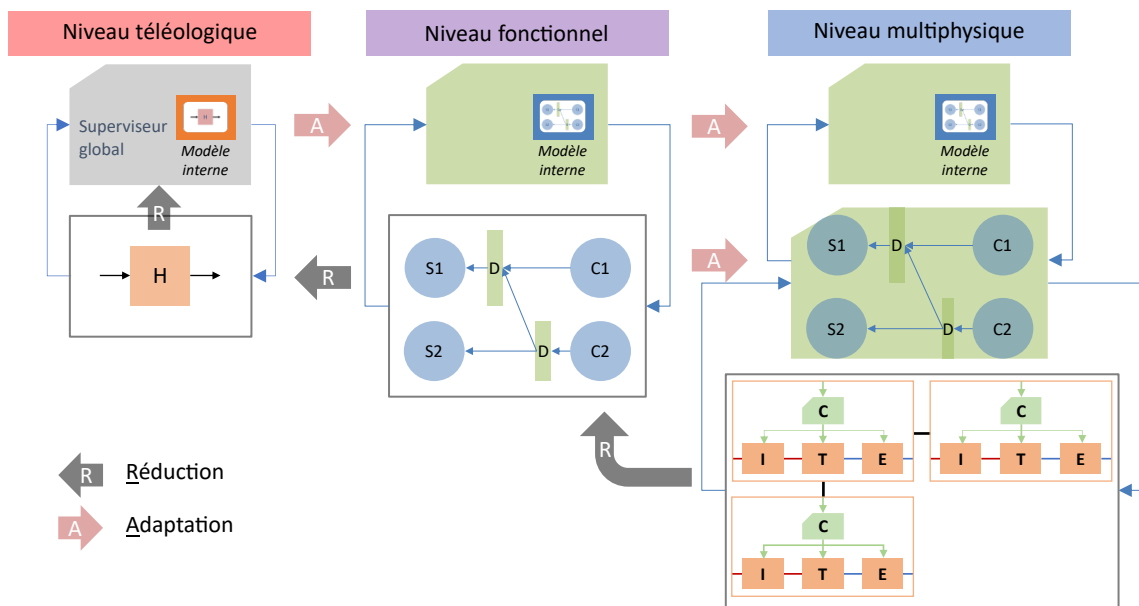 Niveau téléologique
Niveau fonctionnel
Niveau multiphysique
Superviseur
global
H
Modèle
interne
A
Modèle
interne
A
Modèle
interne
R
H
R
S1
D
C1
S2
D
C2
A
S1
D
C1
S2
D
C2
R
C
I
T
E
C
I
T
E
C
I
T
E
R
Réduction
A
Adaptation